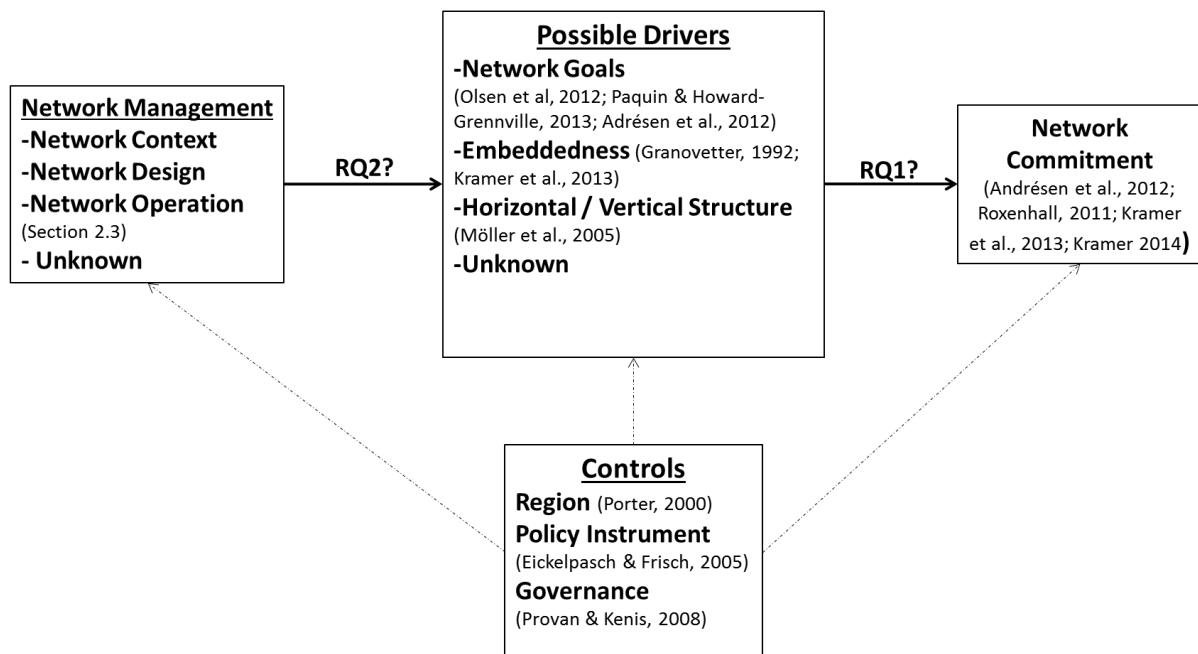 Network Management
-Network Context
-Network Design
-Network Operation
(Section 2.3)
- Unknown
RQ2?
Possible Drivers
-Network Goals
(Olsen et al, 2012; Paquin & Howard-
Grennville, 2013; Adrésen et al., 2012)
-Embeddedness (Granovetter, 1992;
Kramer et al., 2013)
-Horizontal / Vertical Structure
(Möller et al., 2005)
-Unknown
RQ1?
Network
Commitment
(Andrésen et al., 2012;
Roxenhall, 2011; Kramer
et al., 2013; Kramer 2014)
Controls
Region (Porter, 2000)
Policy Instrument
(Eickelpasch & Frisch, 2005)
Governance
(Provan & Kenis, 2008)